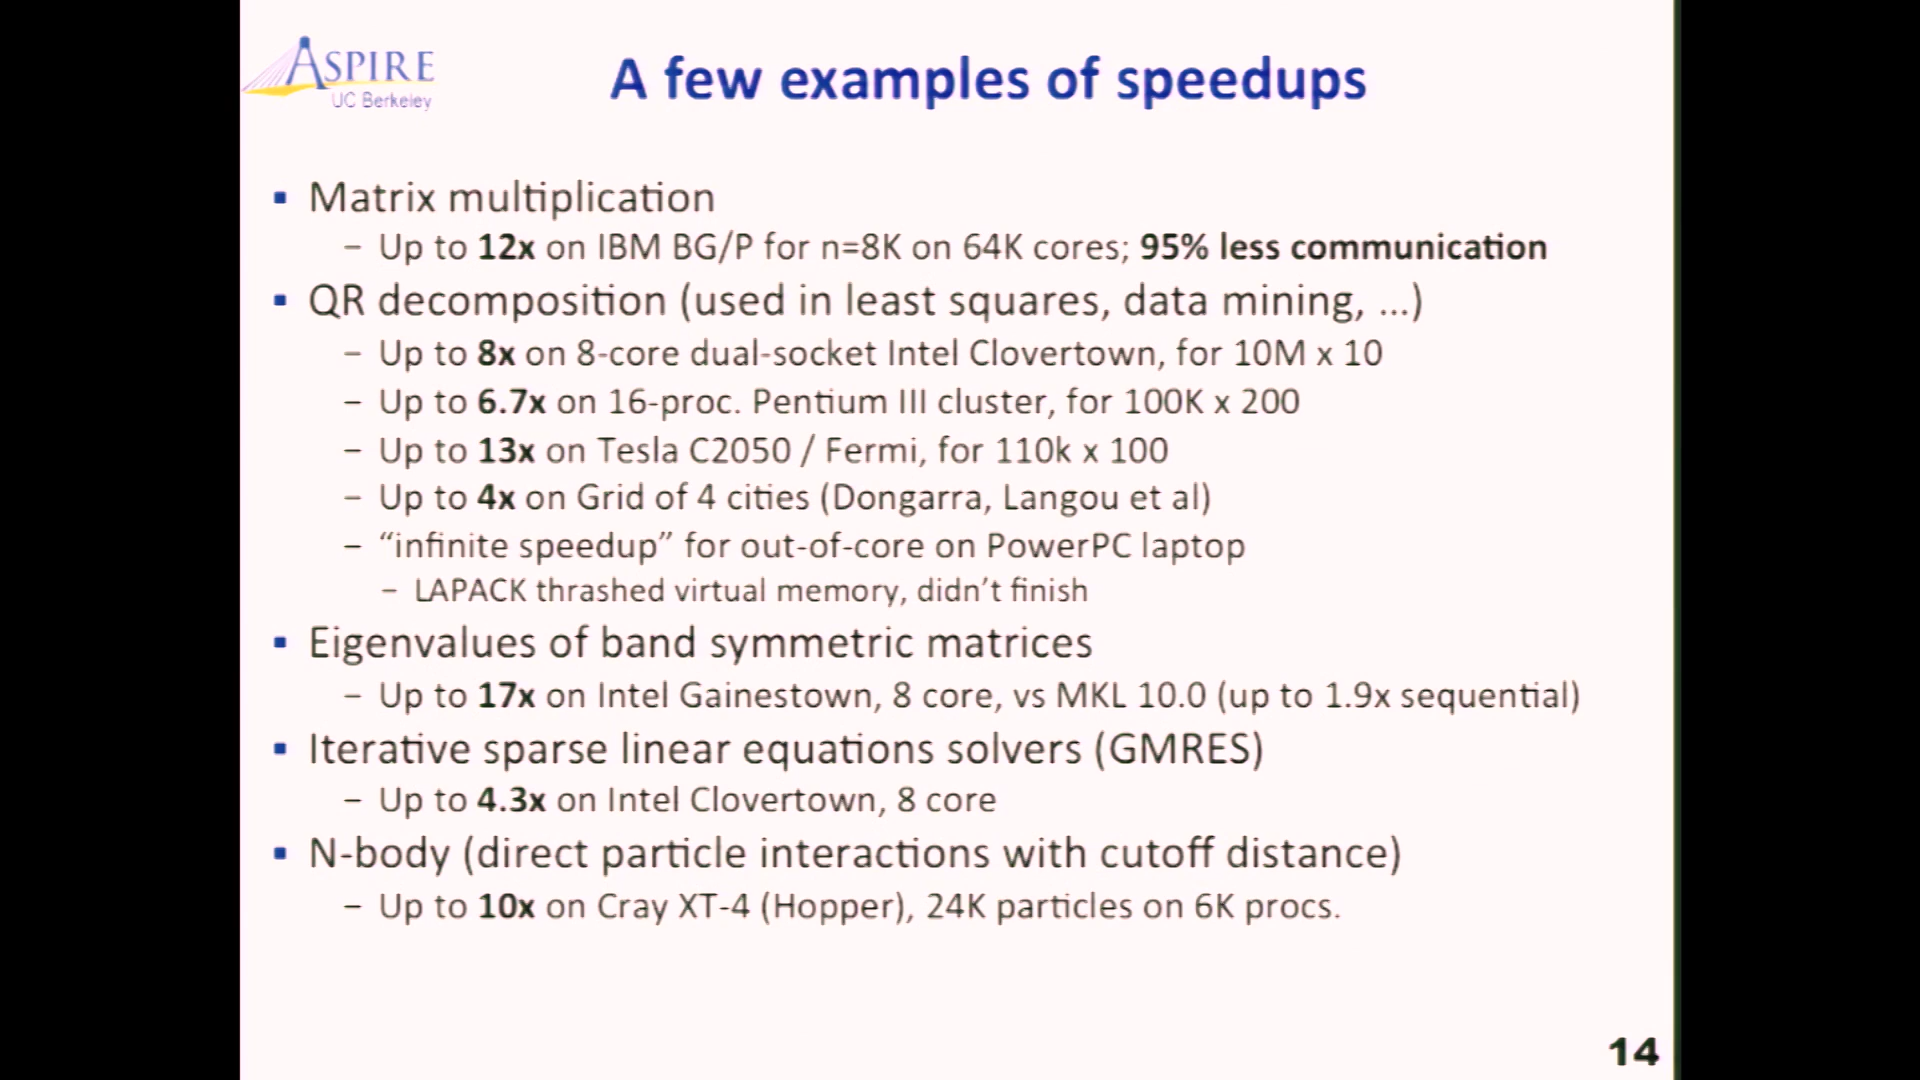 ASPIRE
UC Berkeley
A few examples of speedups
▪ Matrix multiplication
– Up to 12x on IBM BG/P for n=8K on 64K cores; 95% less communication
▪ QR decomposition (used in least squares, data mining, ...)
– Up to 8x on 8-core dual-socket Intel Clovertown, for 10M x 10
– Up to 6.7x on 16-proc. Pentium III cluster, for 100K x 200
– Up to 13x on Tesla C2050 / Fermi, for 110k x 100
– Up to 4x on Grid of 4 cities (Dongarra, Langou et al)
– “infinite speedup” for out-of-core on PowerPC laptop
– LAPACK thrashed virtual memory, didn’t finish
▪ Eigenvalues of band symmetric matrices
– Up to 17x on Intel Gainestown, 8 core, vs MKL 10.0 (up to 1.9x sequential)
▪ Iterative sparse linear equations solvers (GMRES)
– Up to 4.3x on Intel Clovertown, 8 core
▪ N-body (direct particle interactions with cutoff distance)
– Up to 10x on Cray XT-4 (Hopper), 24K particles on 6K procs.
14